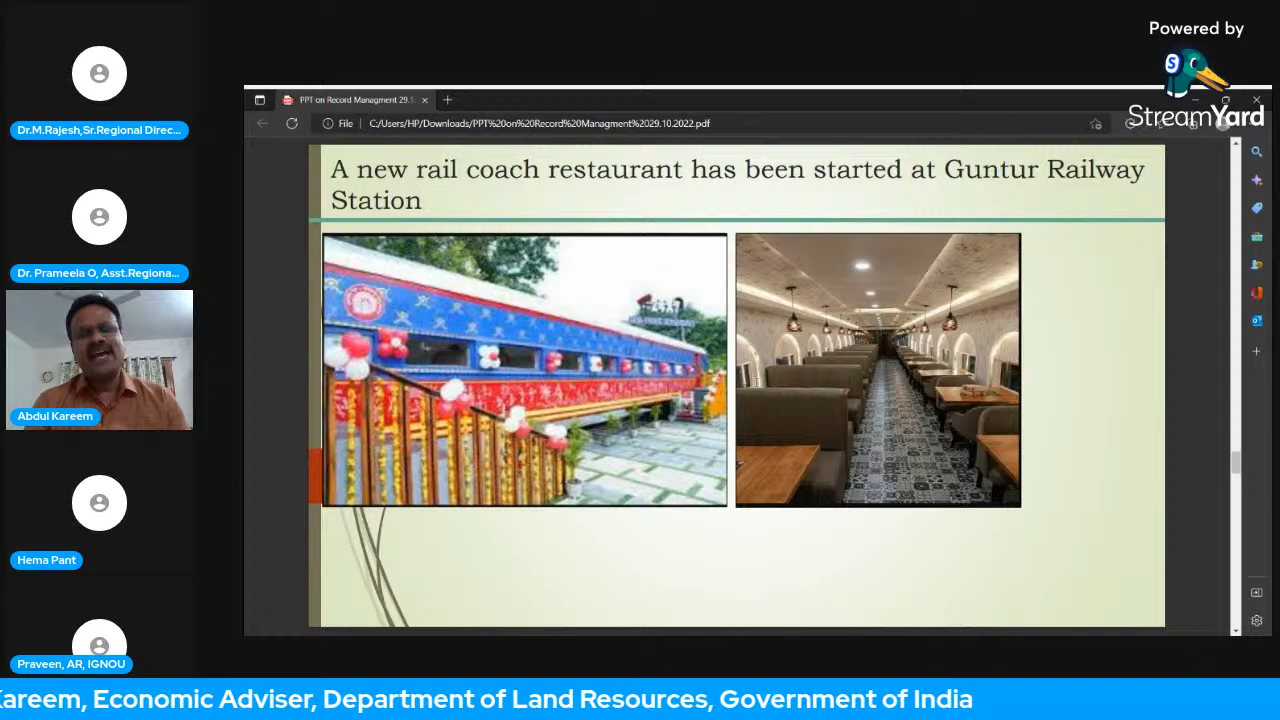 Powered by
StreamYard
PPT on Record Managment 29.1
File
C:/Users/HP/Downloads/PPT%20on%20Record%20Managment%2029.10.2022.pdf
A new rail coach restaurant has been started at Guntur Railway
Station
Dr.M.Rajesh,Sr.Regional Direc...
Dr. Prameela O, Asst.Regiona...
Abdul Kareem
Hema Pant
Praveen, AR, IGNOU
Kareem, Economic Adviser, Department of Land Resources, Government of India